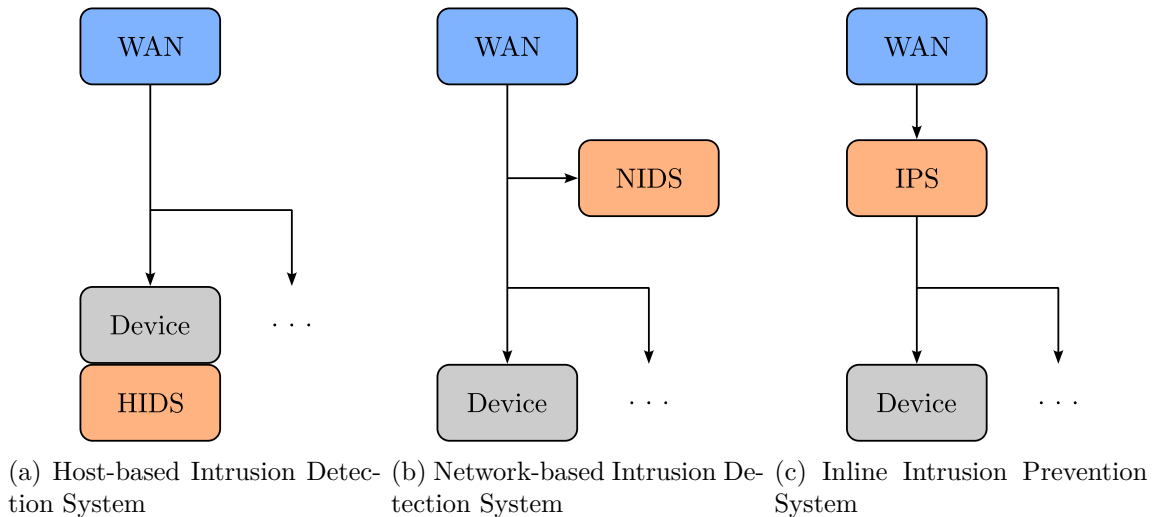 WAN
Device
. . .
HIDS
(a) Host-based Intrusion Detec-
tion System
WAN
NIDS
Device
. . .
(b) Network-based Intrusion De-
tection System
WAN
IPS
Device
. . .
(c) Inline Intrusion Prevention
System